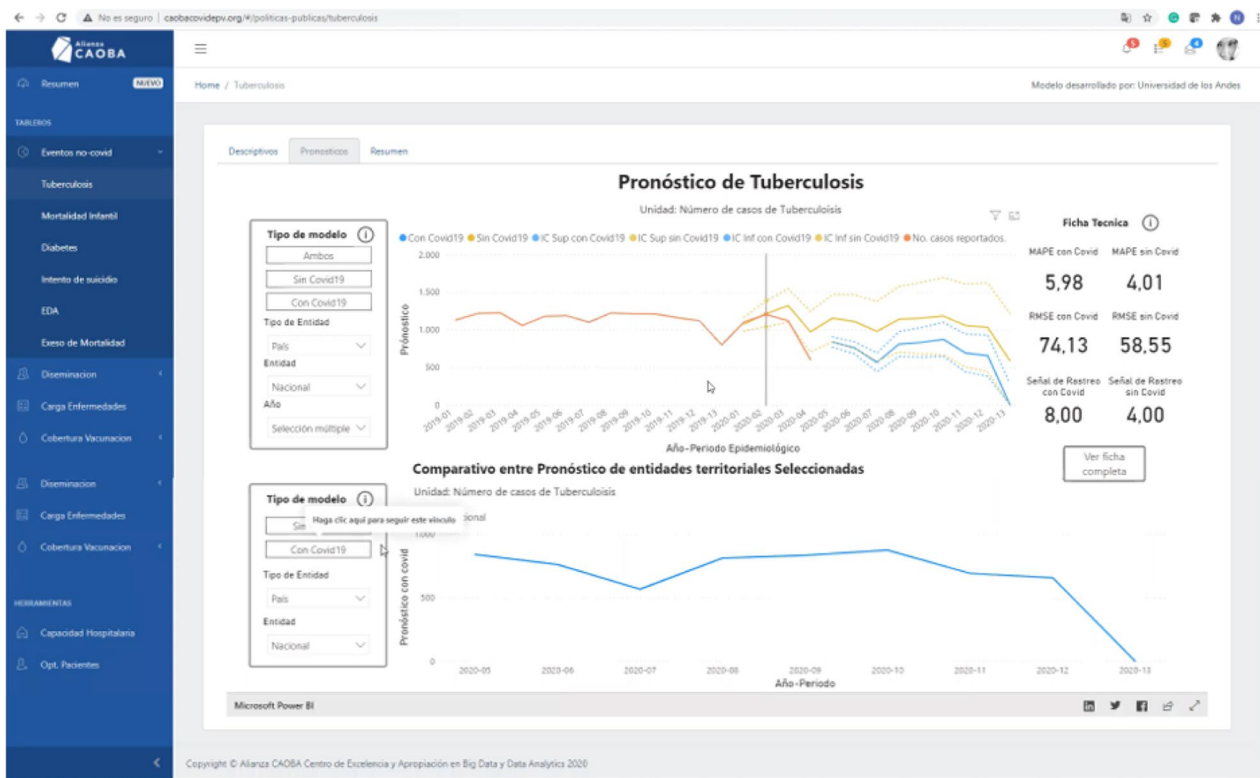 No es seguro | caobacovidepv.org/#/politicas-publicas/tuberculosis
N
Alianza
CAOBA
5 5 4
Resumen NUEVO
Home / Tuberculosis
Modelo desarrollado por: Universidad de los Andes
TABLEROS
Eventos no-covid
Tuberculosis
Mortalidad Infantil
Diabetes
Intento de suicidio
EDA
Exeso de Mortalidad
Diseminacion
Carga Enfermedades
Cobertura Vacunacion
Diseminacion
Carga Enfermedades
Cobertura Vacunacion
HERRAMIENTAS
Capacidad Hospitalaria
Opt. Pacientes
Descriptivos Pronosticos Resumen
Pronóstico de Tuberculosis
Unidad: Número de casos de Tuberculoisis
Tipo de modelo i
Ambos
Sin Covid19
Con Covid19
Tipo de Entidad
País
Entidad
Nacional
Año
Selección múltiple
Con Covid19 Sin Covid19 IC Sup con Covid19 IC Sup sin Covid19 IC Inf con Covid19 IC Inf sin Covid19 No. casos reportados.
2.000
1.500
1.000
500
0
Prónostico
2019-01 2019-02 2019-03 2019-04 2019-05 2019-06 2019-07 2019-08 2019-09 2019-10 2019-11 2019-12 2019-13 2020-01 2020-02 2020-03 2020-04 2020-05 2020-06 2020-07 2020-08 2020-09 2020-10 2020-11 2020-12 2020-13
Año-Periodo Epidemiológico
Ficha Tecnica i
MAPE con Covid MAPE sin Covid
5,98 4,01
RMSE con Covid RMSE sin Covid
74,13 58,55
Señal de Rastreo con Covid Señal de Rastreo sin Covid
8,00 4,00
Ver ficha
completa
Comparativo entre Pronóstico de entidades territoriales Seleccionadas
Unidad: Número de casos de Tuberculoisis
Tipo de modelo i
Sin
Haga clic aquí para seguir este vínculo
Con Covid19
Tipo de Entidad
País
Entidad
Nacional
ional
1.000
500
0
Pronóstico con covid
2020-05 2020-06 2020-07 2020-08 2020-09 2020-10 2020-11 2020-12 2020-13
Año-Periodo
Microsoft Power BI
Copyright © Alianza CAOBA Centro de Excelencia y Apropiación en Big Data y Data Analytics 2020